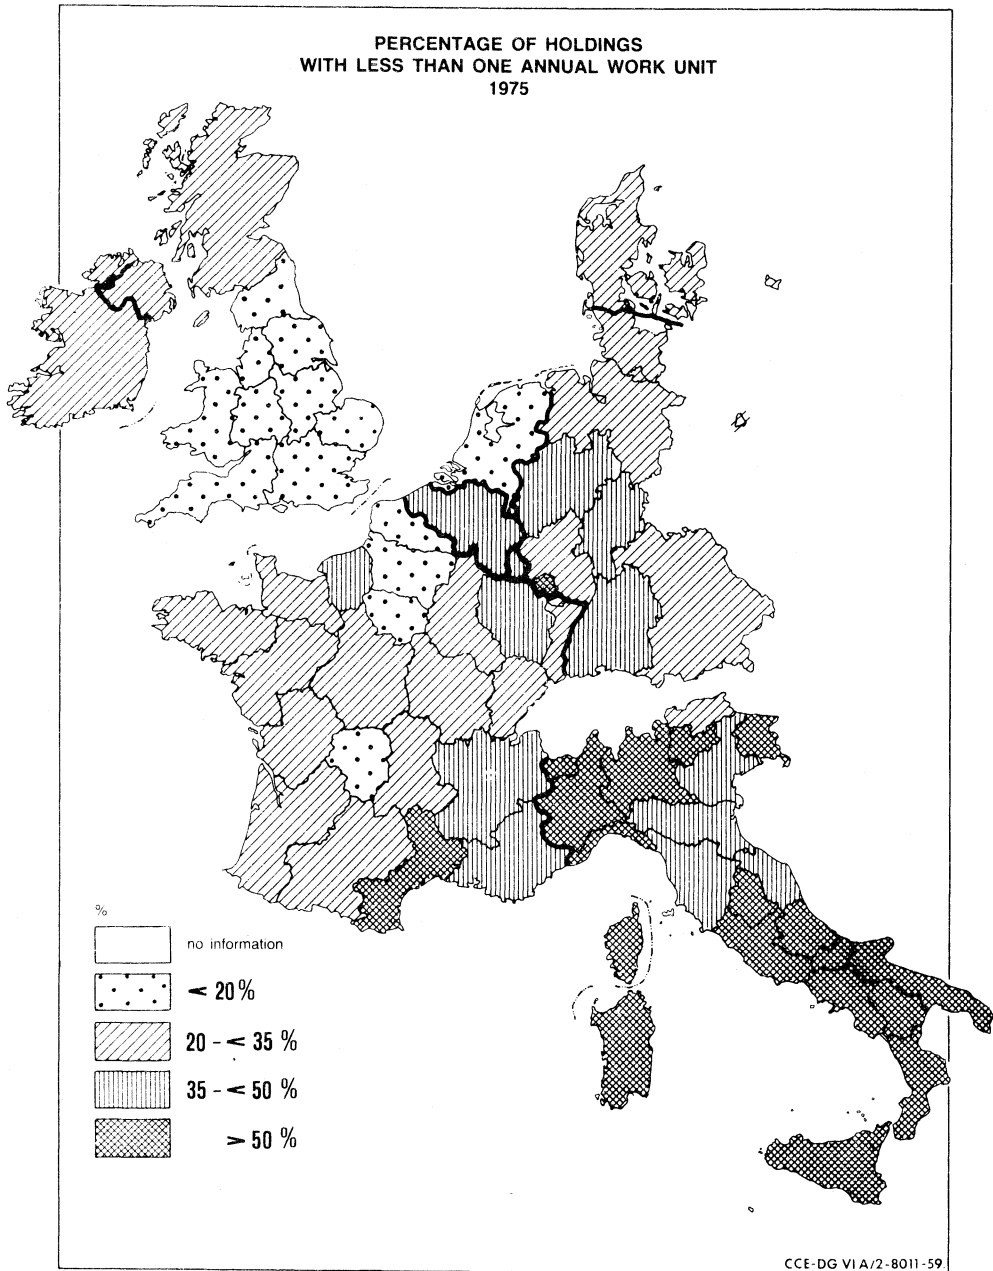 PERCENTAGE OF HOLDINGS
WITH LESS THAN ONE ANNUAL WORK UNIT
1975
%
no information
< 20%
20 - < 35 %
35 - < 50 %
> 50 %
CCE-DG VI A/2-8011-59